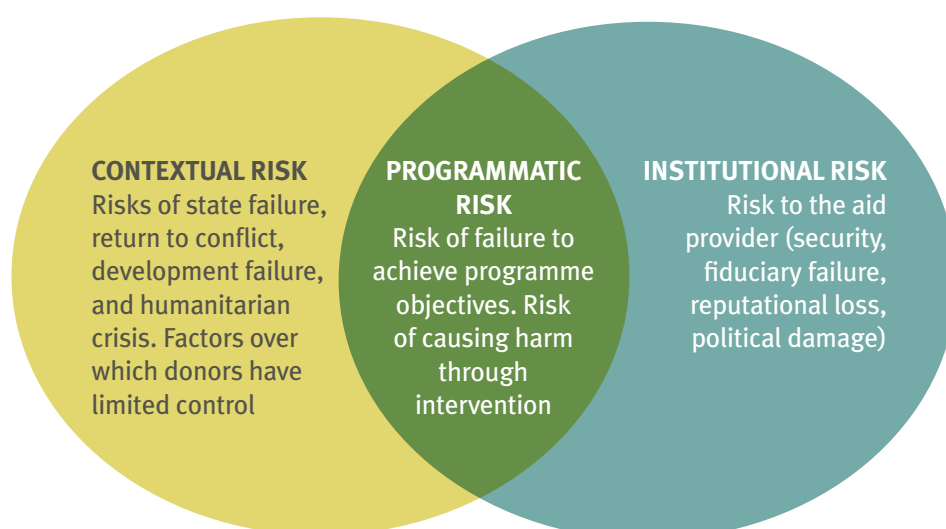 CONTEXTUAL RISK
Risks of state failure,
return to conflict,
development failure,
and humanitarian
crisis. Factors over
which donors have
limited control
PROGRAMMATIC
RISK
Risk of failure to
achieve programme
objectives. Risk
of causing harm
through
intervention
INSTITUTIONAL RISK
Risk to the aid
provider (security,
fiduciary failure,
reputational loss,
political damage)